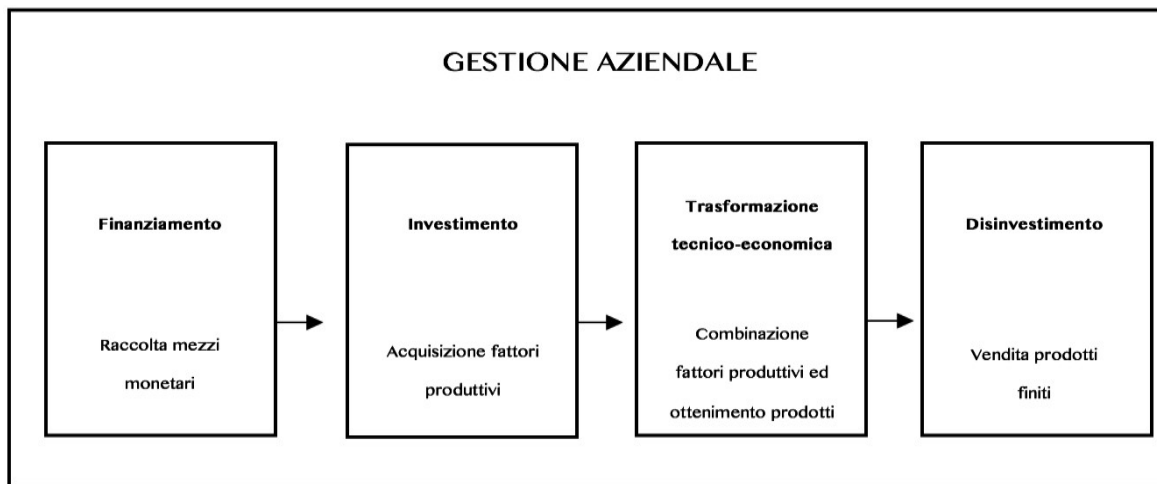 GESTIONE AZIENDALE
Finanziamento
Raccolta mezzi
monetari
Investimento
Acquisizione fattori
produttivi
Trasformazione
tecnico-economica
Combinazione
fattori produttivi ed
ottenimento prodotti
Disinvestimento
Vendita prodotti
finiti